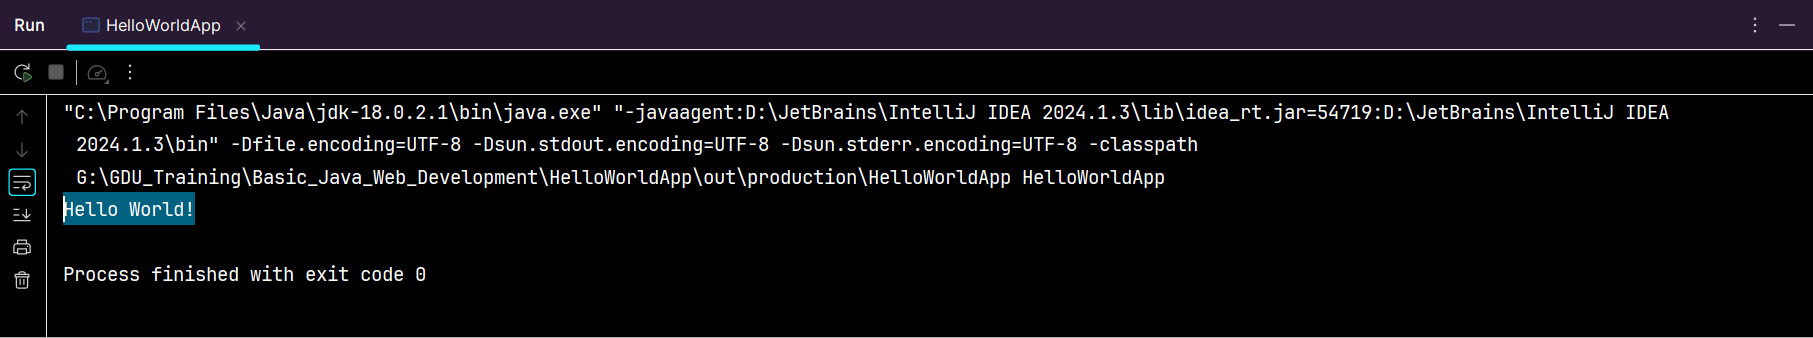 Run HelloWorldApp
"C:\Program Files\Java\jdk-18.0.2.1\bin\java.exe" "-javaagent:D:\JetBrains\IntelliJ IDEA 2024.1.3\lib\idea_rt.jar=54719:D:\JetBrains\IntelliJ IDEA
2024.1.3\bin" -Dfile.encoding=UTF-8 -Dsun.stdout.encoding=UTF-8 -Dsun.stderr.encoding=UTF-8 -classpath
G:\GDU_Training\Basic_Java_Web_Development\HelloWorldApp\out\production\HelloWorldApp HelloWorldApp
Hello World!
Process finished with exit code 0